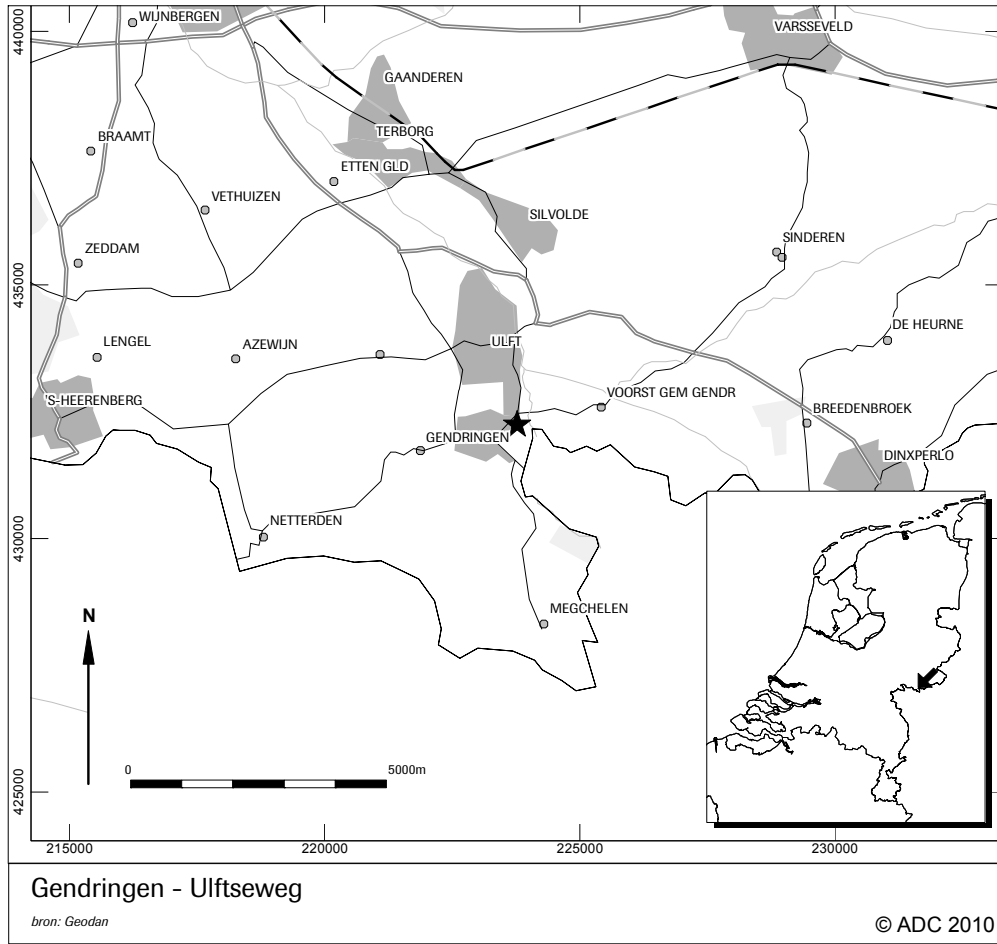 440000
WIJNBERGEN
VARSSEVELD
GAANDEREN
TERBORG
BRAAMT
ETTEN GLD
VETHUIZEN
SILVOLDE
ZEDDAM
SINDEREN
435000
LENGEL
AZEWIJN
ULFT
DE HEURNE
'S-HEERENBERG
VOORST GEM GENDR
BREEDENBROEK
GENDRINGEN
DINXPERLO
430000
NETTERDEN
MEGCHELEN
N
0
5000m
425000
215000
220000
225000
230000
Gendringen - Ulftseweg
bron: Geodan
© ADC 2010